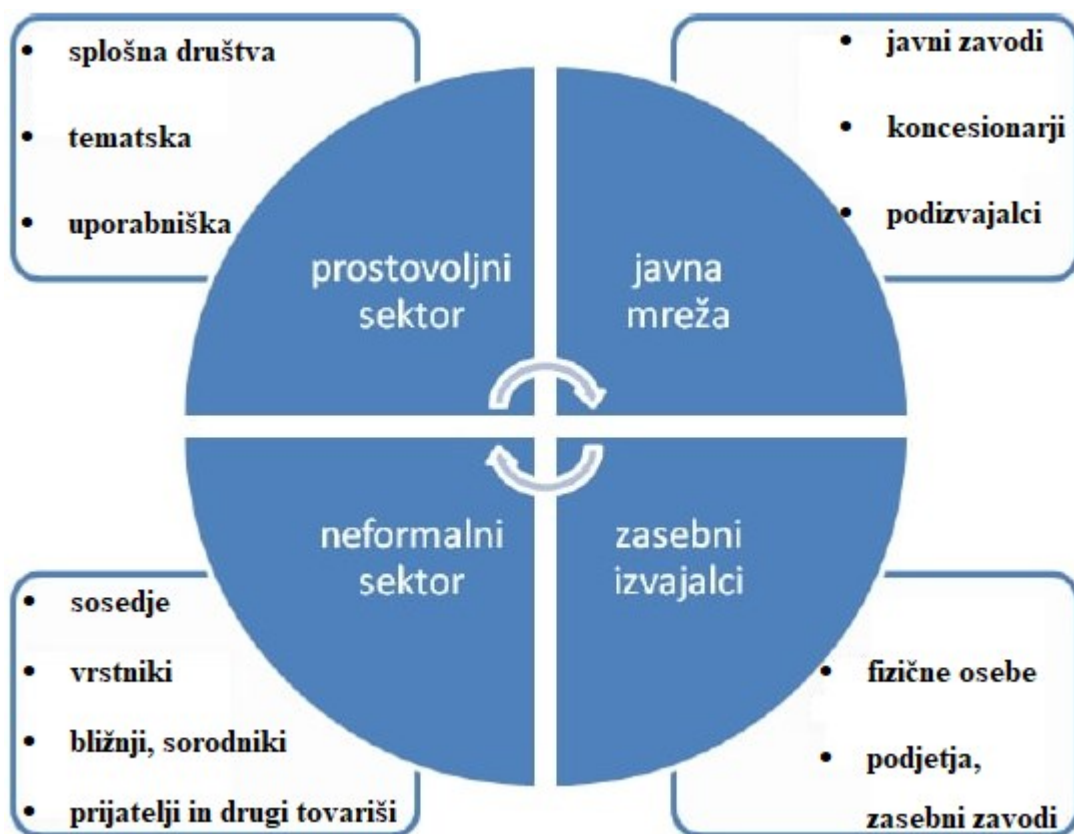 splošna društva
tematska
uporabniška
javni zavodi
koncesionarji
podizvajalci
prostovoljni
sektor
javna
mreža
neformalni
sektor
zasebni
izvajalci
sosedje
vrstniki
bližnji, sorodniki
prijatelji in drugi tovariši
fizične osebe
podjetja,
zasebni zavodi